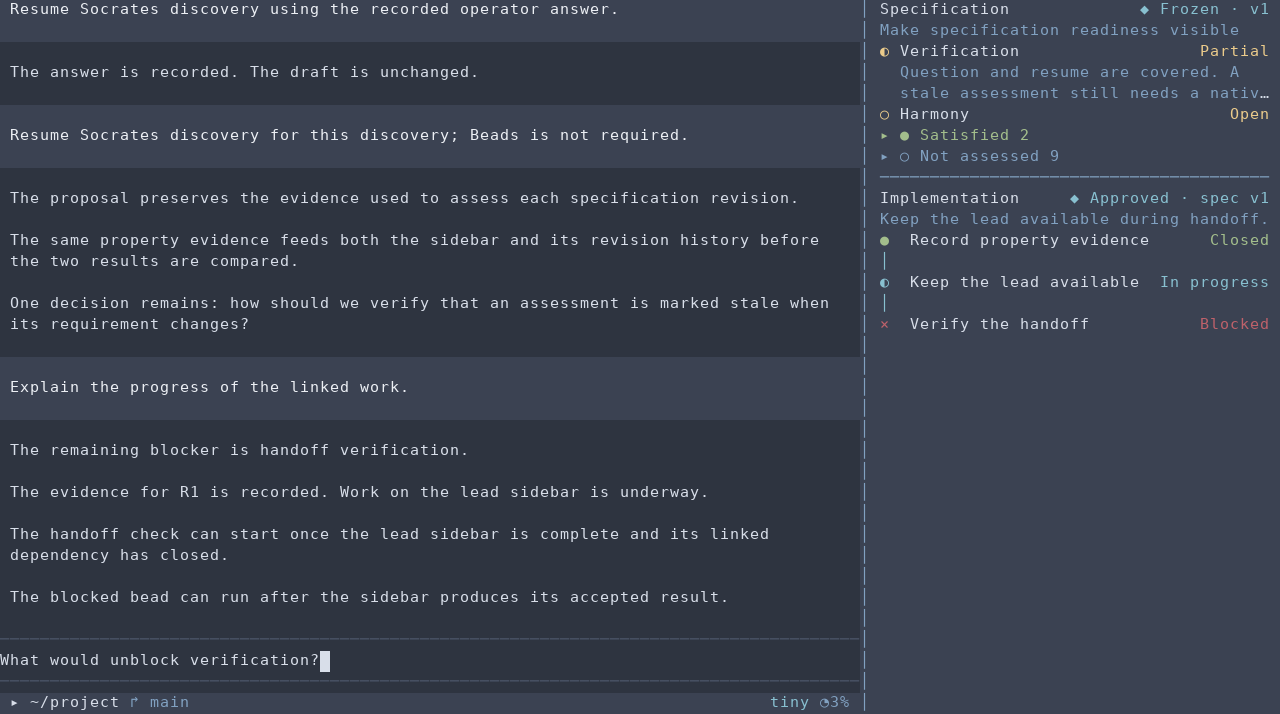 Resume Socrates discovery using the recorded operator answer.
The answer is recorded. The draft is unchanged.
Resume Socrates discovery for this discovery; Beads is not required.
The proposal preserves the evidence used to assess each specification revision.
The same property evidence feeds both the sidebar and its revision history before
the two results are compared.
One decision remains: how should we verify that an assessment is marked stale when
its requirement changes?
Explain the progress of the linked work.
The remaining blocker is handoff verification.
The evidence for R1 is recorded. Work on the lead sidebar is underway.
The handoff check can start once the lead sidebar is complete and its linked
dependency has closed.
The blocked bead can run after the sidebar produces its accepted result.
What would unblock verification?
▸ ~/project ↱ main tiny ◔3%
Specification ◆ Frozen · v1
Make specification readiness visible
◐ Verification Partial
Question and resume are covered. A
stale assessment still needs a nativ…
○ Harmony Open
▸ ● Satisfied 2
▸ ○ Not assessed 9
Implementation ◆ Approved · spec v1
Keep the lead available during handoff.
● Record property evidence Closed
◐ Keep the lead available In progress
× Verify the handoff Blocked